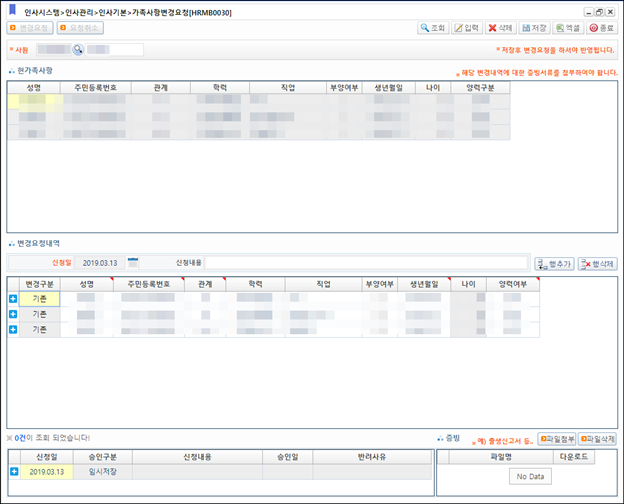 인사시스템>인사관리>인사기본>가족사항변경요청[HRMB0030]
변경요청 요청취소 조회 입력 삭제 저장 엑셀 종료
* 사원 * 저장후 변경요청을 하셔야 반영됩니다.
현가족사항 * 해당 변경내역에 대한 증빙서류를 첨부하여야 합니다.
성명 주민등록번호 관계 학력 직업 부양여부 생년월일 나이 양력구분
변경요청내역
신청일 2019.03.13 신청내용 행추가 행삭제
변경구분 성명 주민등록번호 관계 학력 직업 부양여부 생년월일 나이 양력여부
기존
기존
기존
※ 0건이 조회 되었습니다! 증빙 * 예) 출생신고서 등.. 파일첨부 파일삭제
신청일 승인구분 신청내용 승인일 반려사유 파일명 다운로드
2019.03.13 임시저장 No Data